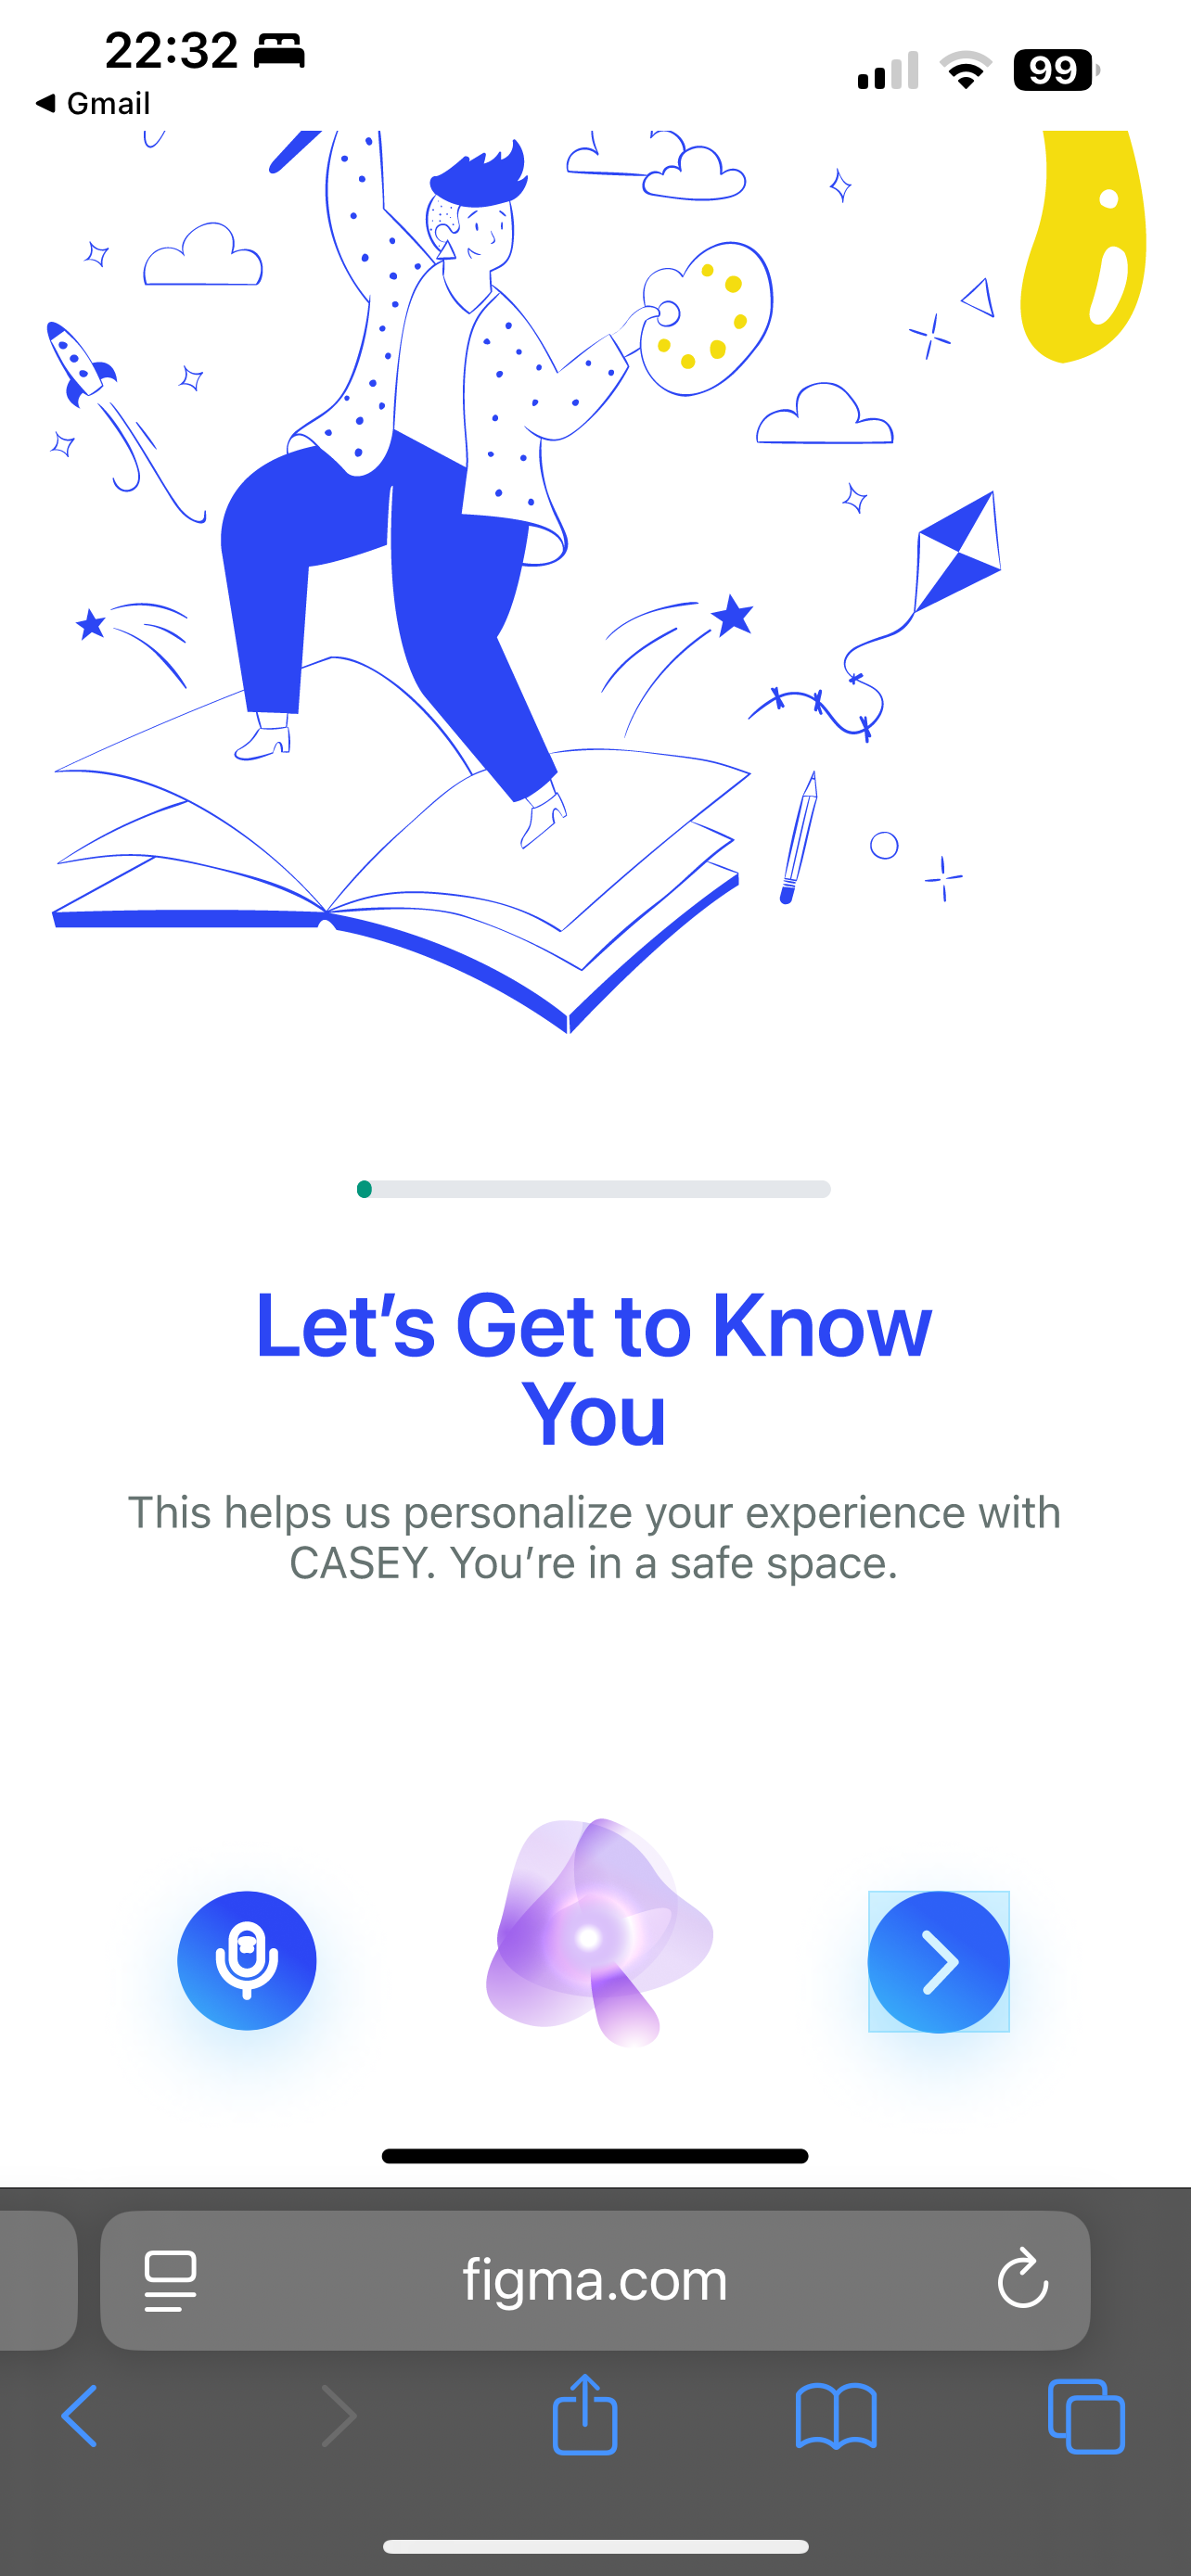 22:32
99
Gmail
Let’s Get to Know
You
This helps us personalize your experience with
CASEY. You’re in a safe space.
figma.com